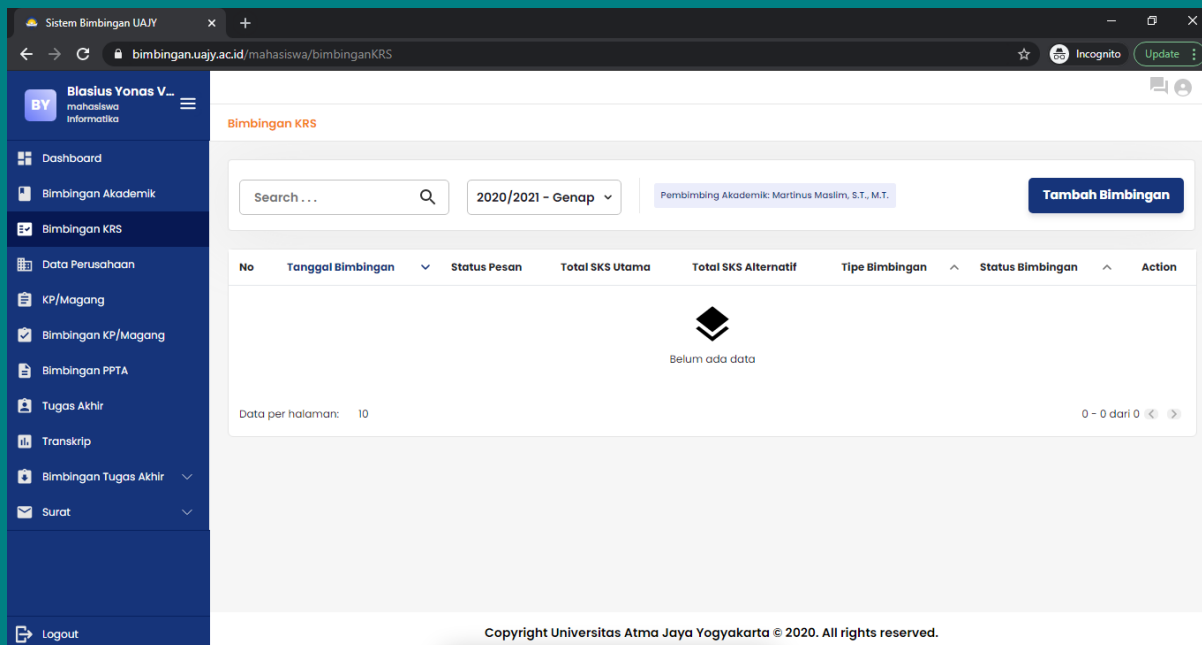 Sistem Bimbingan UAJY
bimbingan.uajy.ac.id/mahasiswa/bimbinganKRS
Incognito
Update
BY
Blasius Yonas V...
mahasiswa
Informatika
Bimbingan KRS
Dashboard
Bimbingan Akademik
Bimbingan KRS
Data Perusahaan
KP/Magang
Bimbingan KP/Magang
Bimbingan PPTA
Tugas Akhir
Transkrip
Bimbingan Tugas Akhir
Surat
Logout
Search . . .
2020/2021 - Genap
Pembimbing Akademik: Martinus Maslim, S.T., M.T.
Tambah Bimbingan
No Tanggal Bimbingan Status Pesan Total SKS Utama Total SKS Alternatif Tipe Bimbingan Status Bimbingan Action
Belum ada data
Data per halaman: 10
0 - 0 dari 0
Copyright Universitas Atma Jaya Yogyakarta © 2020. All rights reserved.